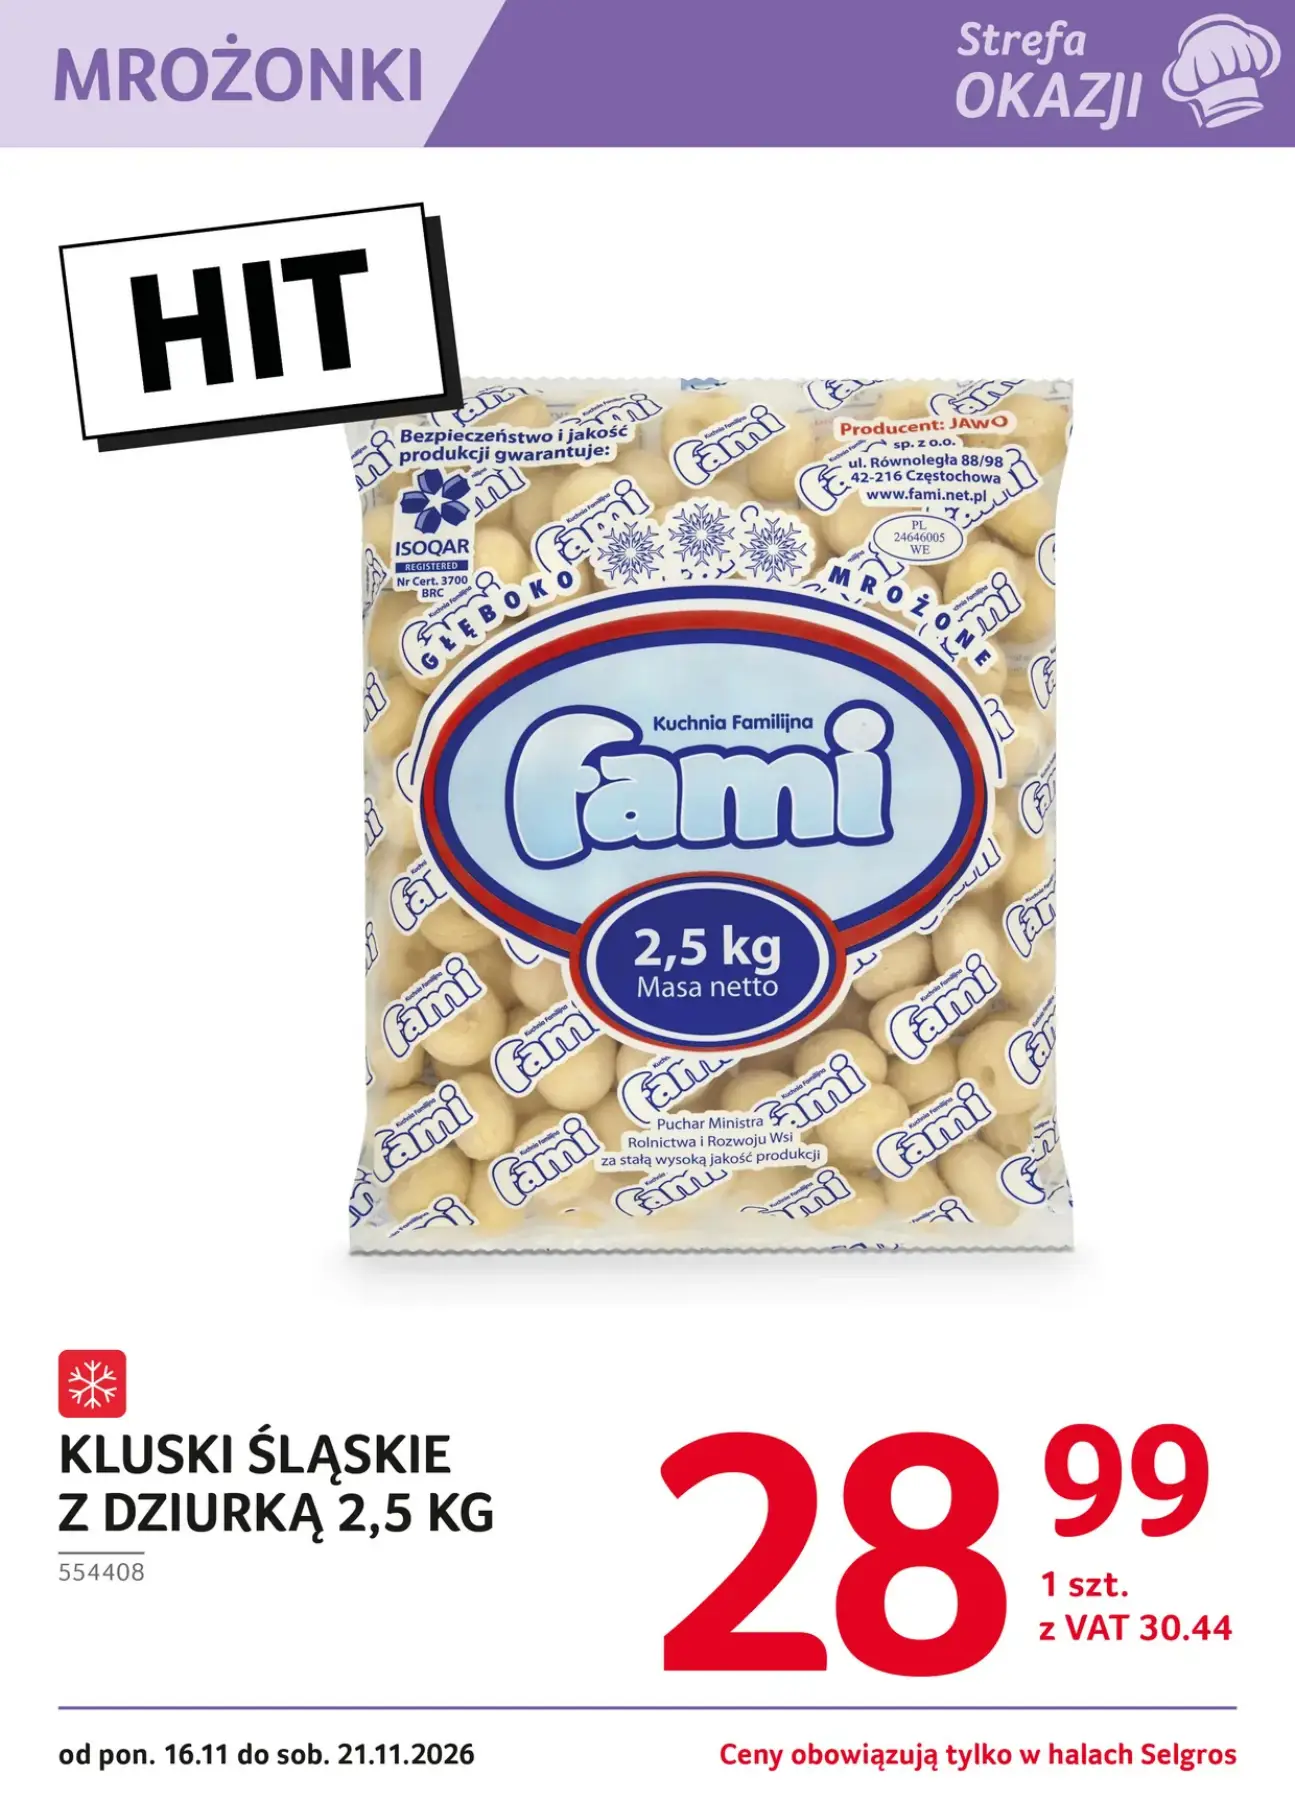 MROŻONKI
Strefa
OKAZJI
HIT
Bezpieczeństwo i jakość
produkcji gwarantuje:
ISOQAR
REGISTERED
Nr Cert. 3700
BRC
Producent: JAWO
sp. z o.o.
ul. Równoległa 88/98
42-216 Częstochowa
www.fami.net.pl
PL
24646005
WE
GŁĘBOKO MROŻONE
Kuchnia Familijna
fami
2,5 kg
Masa netto
Puchar Ministra
Rolnictwa i Rozwoju Wsi
za stałą wysoką jakość produkcji
KLUSKI ŚLĄSKIE
Z DZIURKĄ 2,5 KG
554408
28 99
1 szt.
z VAT 30.44
od pon. 16.11 do sob. 21.11.2026
Ceny obowiązują tylko w halach Selgros